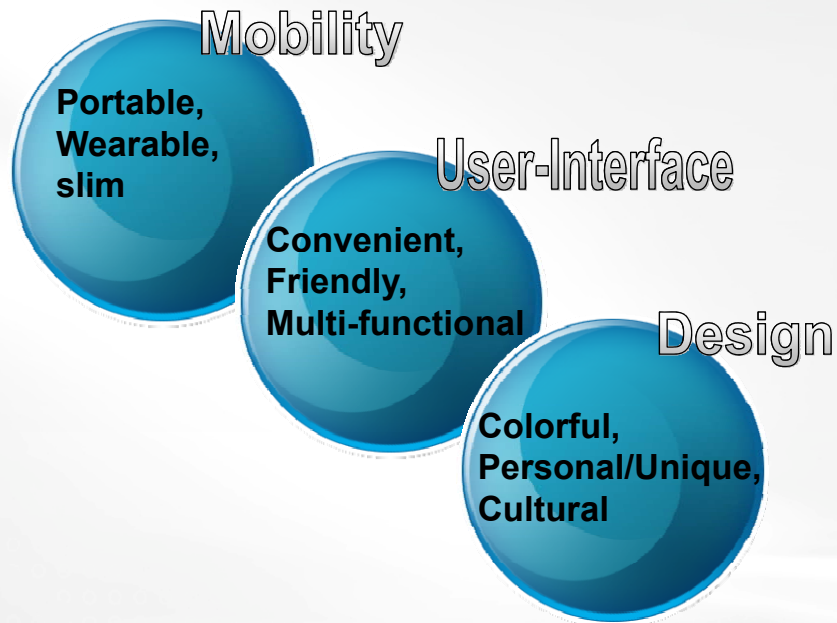 Mobility
Portable,
Wearable,
slim
User-Interface
Convenient,
Friendly,
Multi-functional
Design
Colorful,
Personal/Unique,
Cultural